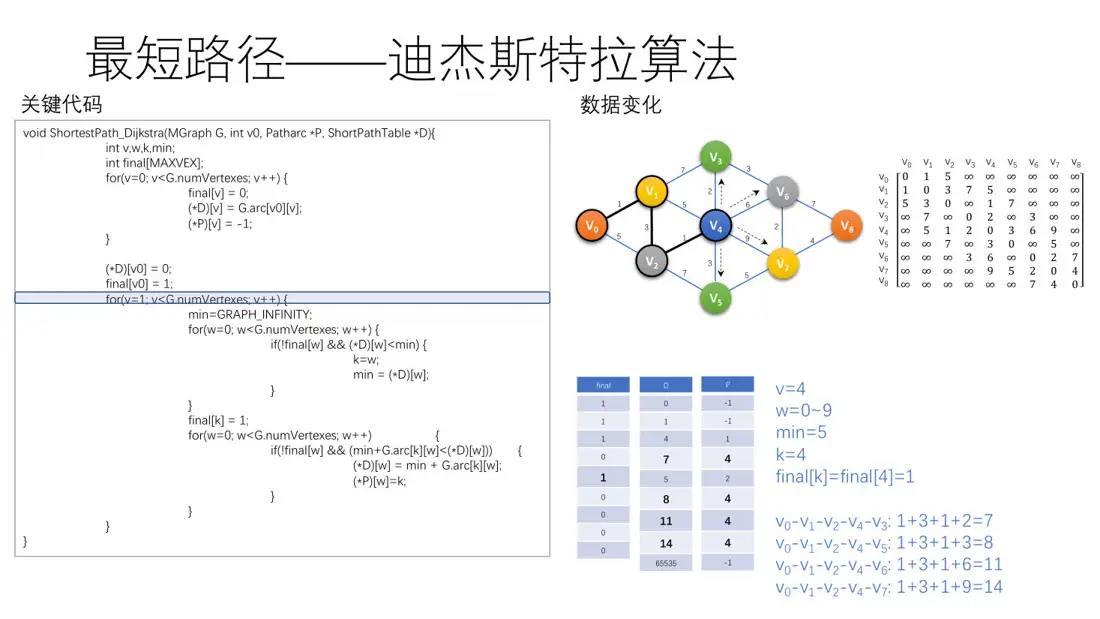 最短路径——迪杰斯特拉算法
关键代码
void ShortestPath_Dijkstra(MGraph G, int v0, Patharc *P, ShortPathTable *D){
int v,w,k,min;
int final[MAXVEX];
for(v=0; v<G.numVertexes; v++) {
final[v] = 0;
(*D)[v] = G.arc[v0][v];
(*P)[v] = -1;
}
(*D)[v0] = 0;
final[v0] = 1;
for(v=1; v<G.numVertexes; v++) {
min=GRAPH_INFINITY;
for(w=0; w<G.numVertexes; w++) {
if(!final[w] && (*D)[w]<min) {
k=w;
min = (*D)[w];
}
}
final[k] = 1;
for(w=0; w<G.numVertexes; w++) {
if(!final[w] && (min+G.arc[k][w]<(*D)[w])) {
(*D)[w] = min + G.arc[k][w];
(*P)[w]=k;
}
}
}
}
数据变化
V3
7 3
V1 2 V6
1 5 6 7
V0 3 V4 V8
5 1 9 4
V2 3 V7
7 5
V5
v0 v1 v2 v3 v4 v5 v6 v7 v8
v0 0 1 5 ∞ ∞ ∞ ∞ ∞ ∞
v1 1 0 3 7 5 ∞ ∞ ∞ ∞
v2 5 3 0 ∞ 1 7 ∞ ∞ ∞
v3 ∞ 7 ∞ 0 2 ∞ 3 ∞ ∞
v4 ∞ 5 1 2 0 3 6 9 ∞
v5 ∞ ∞ 7 ∞ 3 0 ∞ 5 ∞
v6 ∞ ∞ ∞ 3 6 ∞ 0 2 7
v7 ∞ ∞ ∞ ∞ 9 5 2 0 4
v8 ∞ ∞ ∞ ∞ ∞ ∞ 7 4 0
final D P
1 0 -1
1 1 -1
1 4 1
0 7 4
1 5 2
0 8 4
0 11 4
0 14 4
0 65535 -1
v=4
w=0~9
min=5
k=4
final[k]=final[4]=1
v0-v1-v2-v4-v3: 1+3+1+2=7
v0-v1-v2-v4-v5: 1+3+1+3=8
v0-v1-v2-v4-v6: 1+3+1+6=11
v0-v1-v2-v4-v7: 1+3+1+9=14